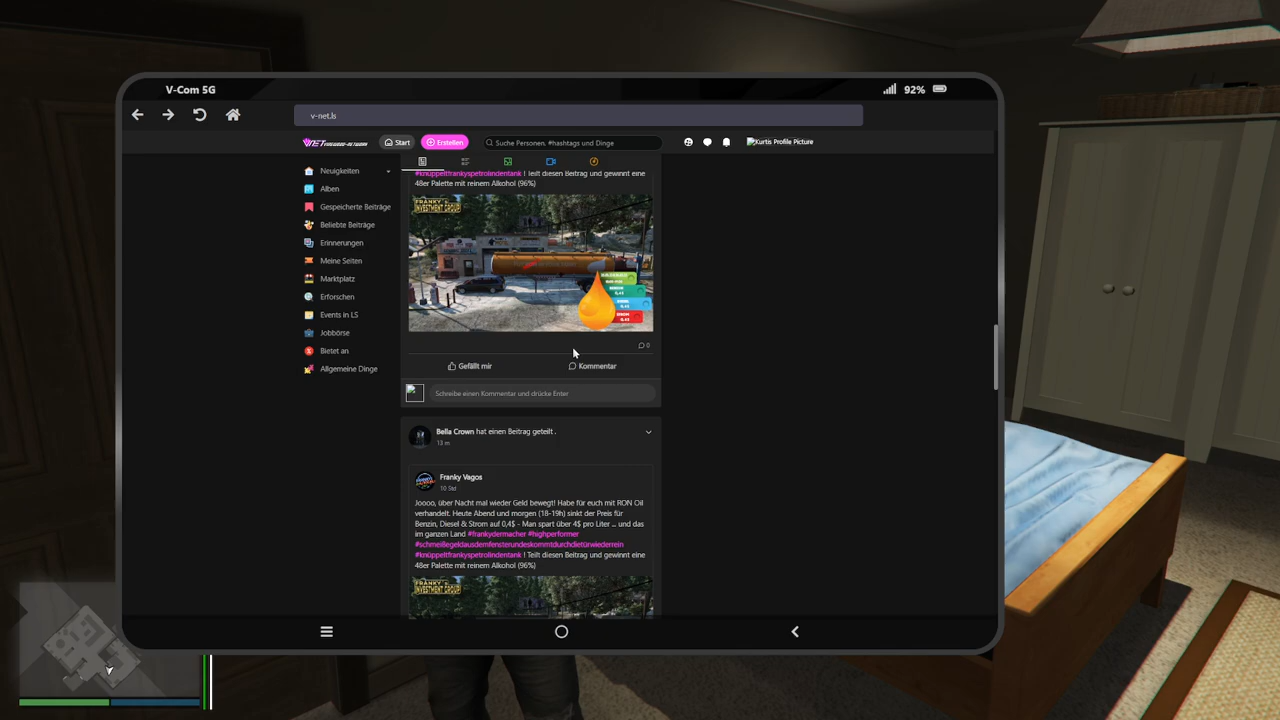 V-Com 5G
92%
v-net.ls
Start
Erstellen
Suche Personen, #hashtags und Dinge
Kurtis Profile Picture
Neuigkeiten
Alben
Gespeicherte Beiträge
Beliebte Beiträge
Erinnerungen
Meine Seiten
Marktplatz
Erforschen
Events in LS
Jobbörse
Bietet an
Allgemeine Dinge
#knüppeltfrankyspetrolindentank ! Teilt diesen Beitrag und gewinnt eine
48er Palette mit reinem Alkohol (96%)
FRANKY
INVESTMENT GROUP
0
Gefällt mir
Kommentar
Schreibe einen Kommentar und drücke Enter
Bella Crown hat einen Beitrag geteilt .
13 m
Franky Vagos
10 Std
Joooo, über Nacht mal wieder Geld bewegt! Habe für euch mit RON Oil
verhandelt. Heute Abend und morgen (18-19h) sinkt der Preis für
Benzin, Diesel & Strom auf 0,4$ - Man spart über 4$ pro Liter ... und das
im ganzen Land #frankydermacher #highperformer
#schmeißegeldausdemfensterundeskommtdurchdietürwiederrein
#knüppeltfrankyspetrolindentank ! Teilt diesen Beitrag und gewinnt eine
48er Palette mit reinem Alkohol (96%)
FRANKY
INVESTMENT GROUP